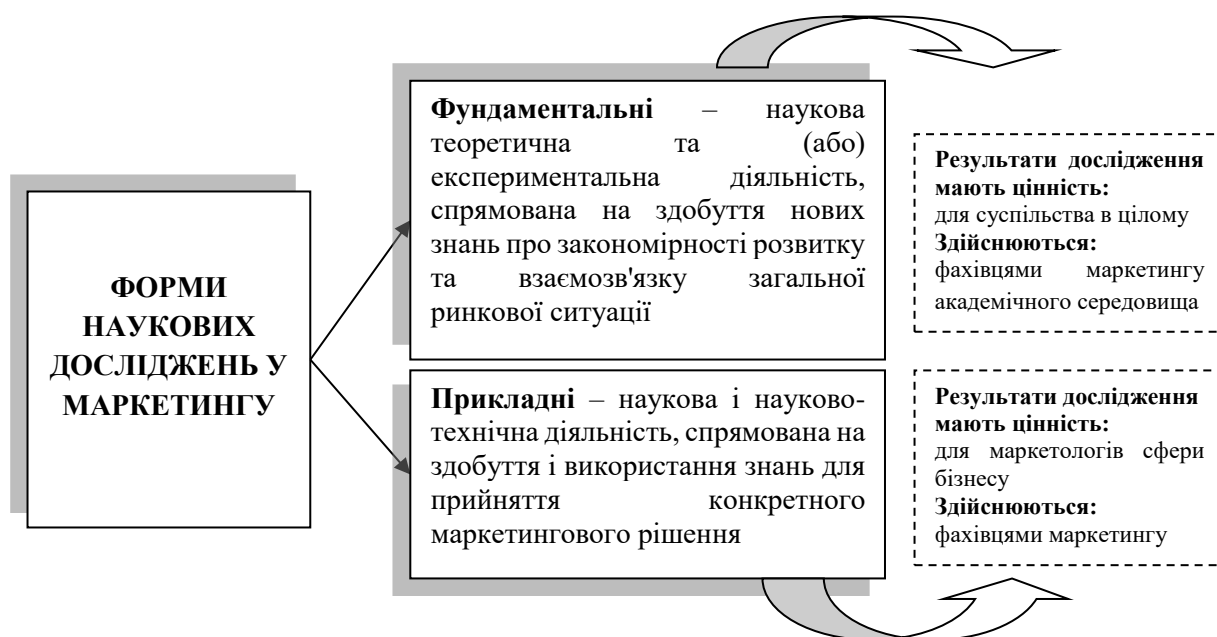 ФОРМИ
НАУКОВИХ
ДОСЛІДЖЕНЬ У
МАРКЕТИНГУ
Фундаментальні – наукова
теоретична та (або)
експериментальна діяльність,
спрямована на здобуття нових
знань про закономірності розвитку
та взаємозв'язку загальної
ринкової ситуації
Результати дослідження
мають цінність:
для суспільства в цілому
Здійснюються:
фахівцями маркетингу
академічного середовища
Прикладні – наукова і науково-
технічна діяльність, спрямована на
здобуття і використання знань для
прийняття конкретного
маркетингового рішення
Результати дослідження
мають цінність:
для маркетологів сфери
бізнесу
Здійснюються:
фахівцями маркетингу